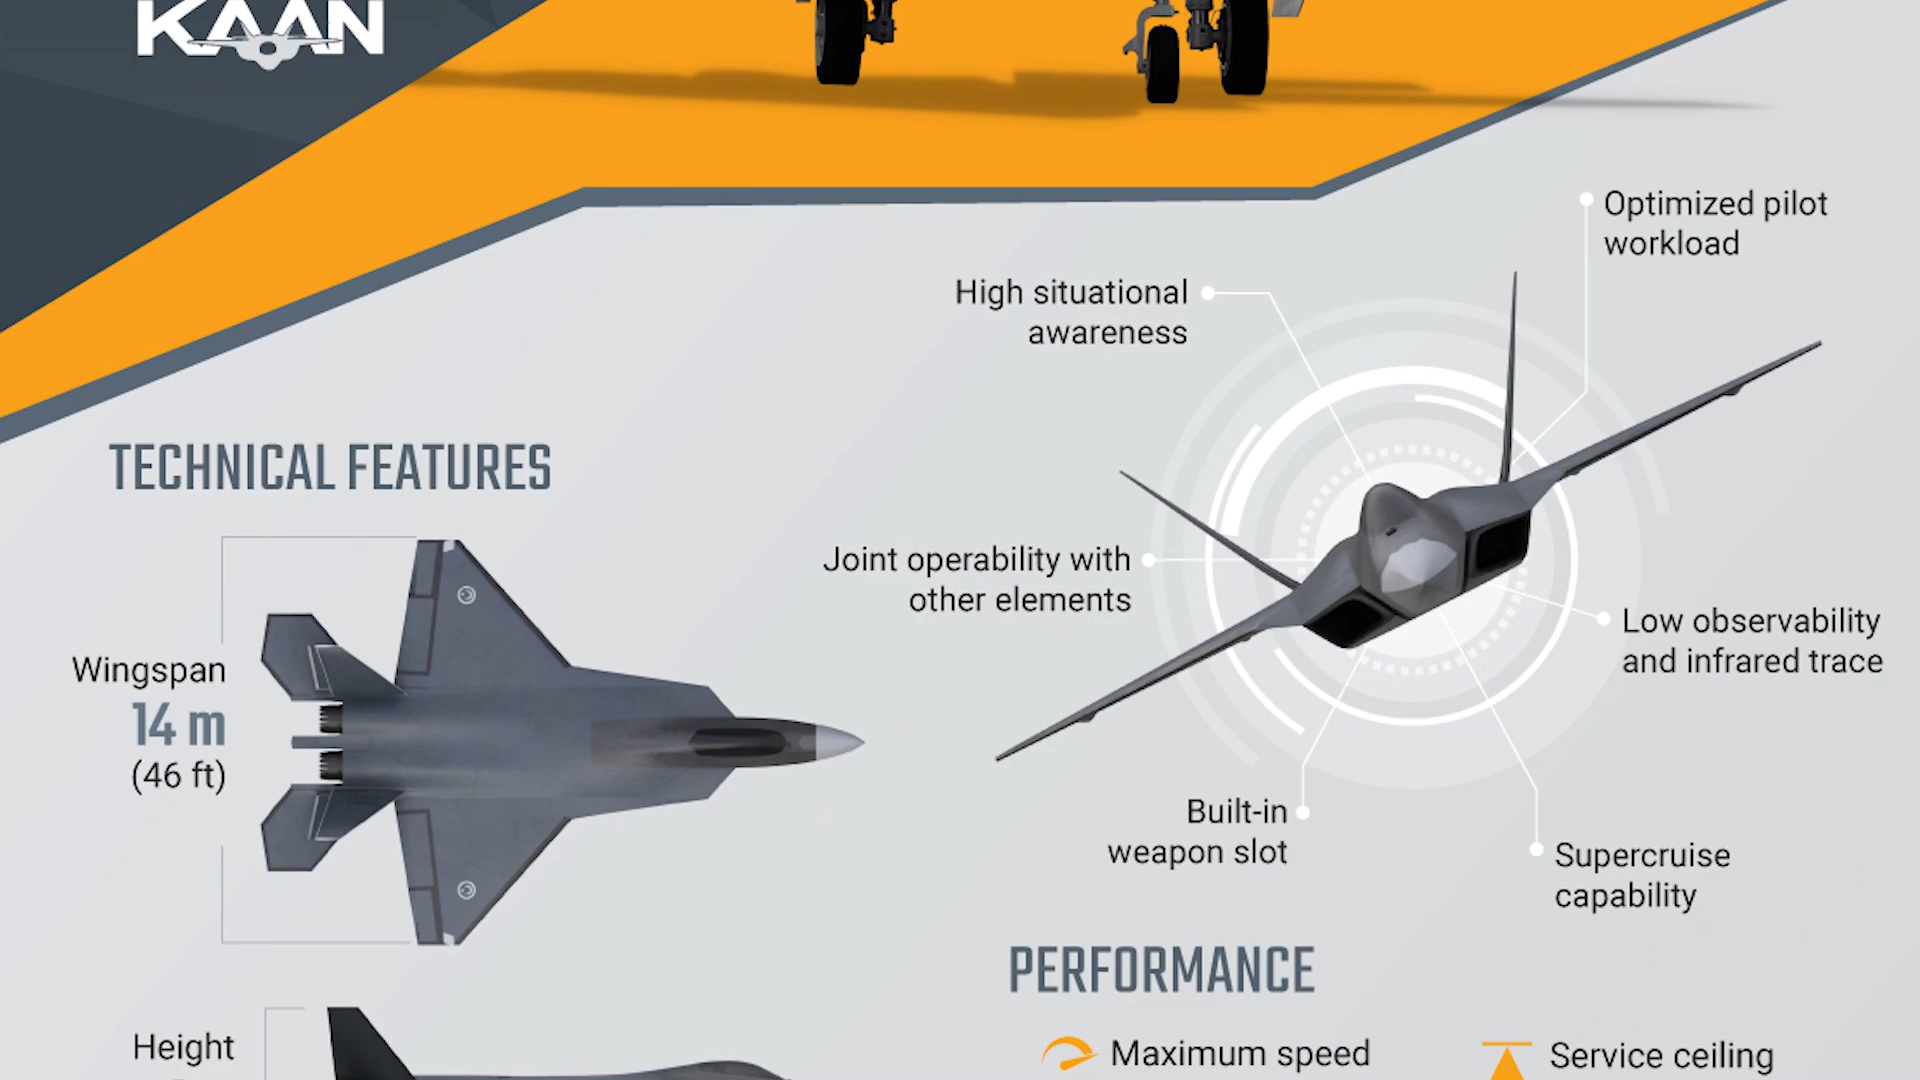 KAAN
Optimized pilot
workload
High situational
awareness
TECHNICAL FEATURES
Joint operability with
other elements
Low observability
and infrared trace
Wingspan
14 m
(46 ft)
Built-in
weapon slot
Supercruise
capability
PERFORMANCE
Height
Maximum speed
Service ceiling